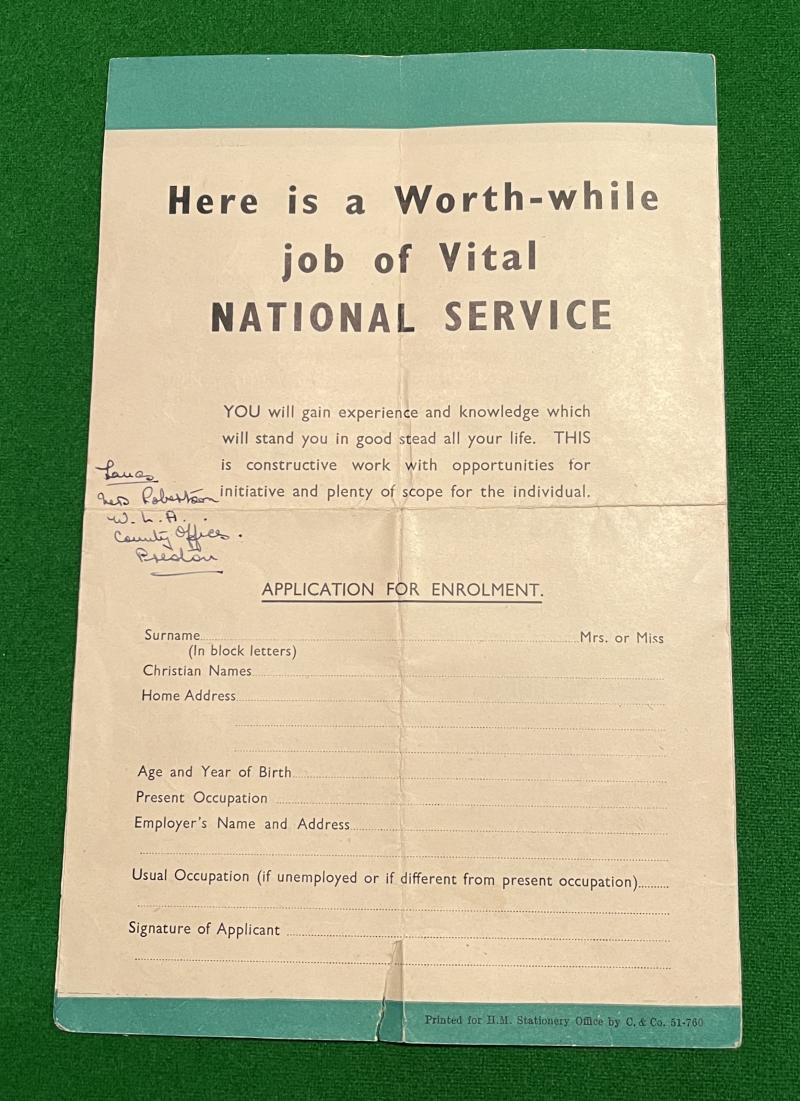 Here is a Worth-while
job of Vital
NATIONAL SERVICE
YOU will gain experience and knowledge which
will stand you in good stead all your life. THIS
is constructive work with opportunities for
initiative and plenty of scope for the individual.
Lancs
Mrs Robertson
W. L. A.
County Offices.
Preston
APPLICATION FOR ENROLMENT.
Surname Mrs. or Miss
(In block letters)
Christian Names
Home Address
Age and Year of Birth
Present Occupation
Employer's Name and Address
Usual Occupation (if unemployed or if different from present occupation)
Signature of Applicant
Printed for H.M. Stationery Office by C. & Co. 51-760